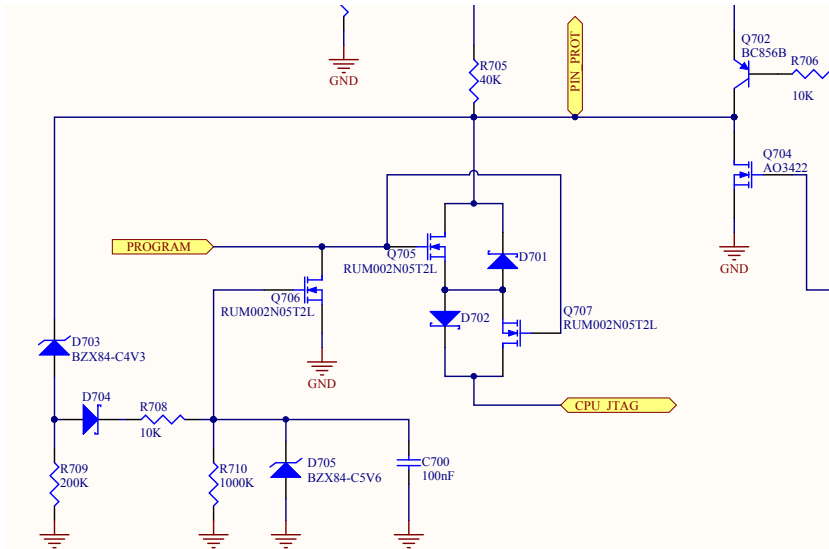 GND
R705
40K
PIN_PROT
Q702
BC856B
R706
10K
Q704
AO3422
GND
PROGRAM
Q705
RUM002N05T2L
D701
Q706
RUM002N05T2L
D702
Q707
RUM002N05T2L
GND
D703
BZX84-C4V3
D704
R708
10K
CPU_JTAG
R709
200K
R710
1000K
D705
BZX84-C5V6
C700
100nF